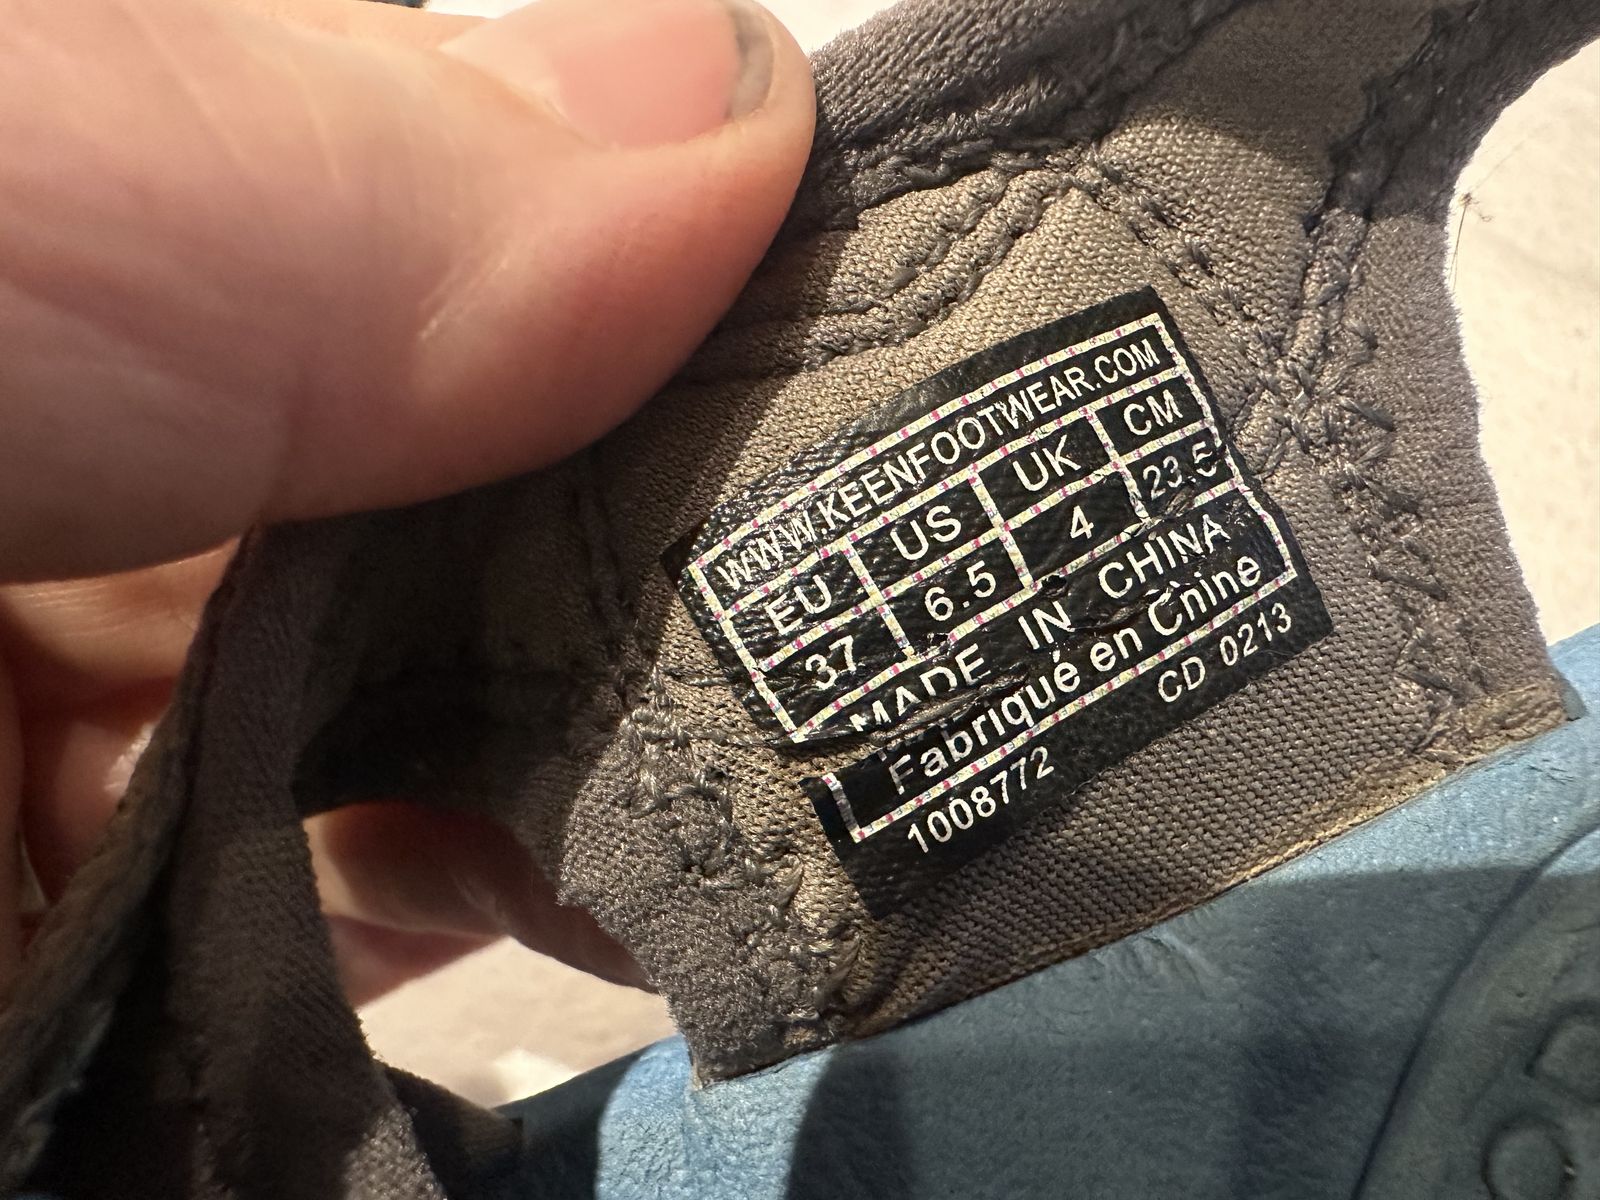 WWW.KEENFOOTWEAR.COM
EU US UK CM
37 6.5 4 23.5
MADE IN CHINA
Fabriqué en Chine
1008772 CD 0213